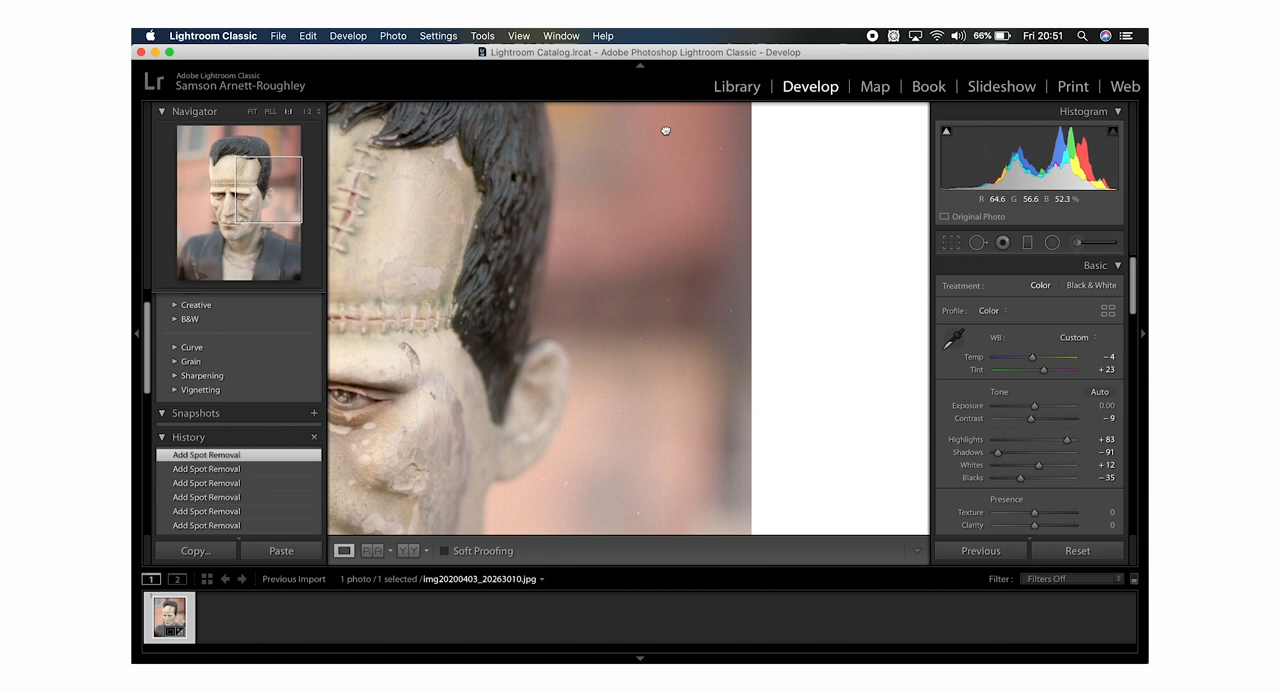 Lightroom Classic File Edit Develop Photo Settings Tools View Window Help 66% Fri 20:51
Lightroom Catalog.lrcat - Adobe Photoshop Lightroom Classic - Develop
Lr Adobe Lightroom Classic
Samson Arnett-Roughley
Library | Develop | Map | Book | Slideshow | Print | Web
Navigator FIT FILL 1:1 1:2
Histogram
R 64.6 G 56.6 B 52.3 %
Original Photo
Basic
Treatment : Color Black & White
Profile : Color
WB : Custom
Temp - 4
Tint + 23
Tone Auto
Exposure 0.00
Contrast - 9
Highlights + 83
Shadows - 91
Whites + 12
Blacks - 35
Presence
Texture 0
Clarity 0
Creative
B&W
Curve
Grain
Sharpening
Vignetting
Snapshots +
History ×
Add Spot Removal
Add Spot Removal
Add Spot Removal
Add Spot Removal
Add Spot Removal
Add Spot Removal
Copy... Paste
RA YY Soft Proofing
Previous Reset
1 2 Previous Import 1 photo / 1 selected / img20200403_20263010.jpg Filter : Filters Off